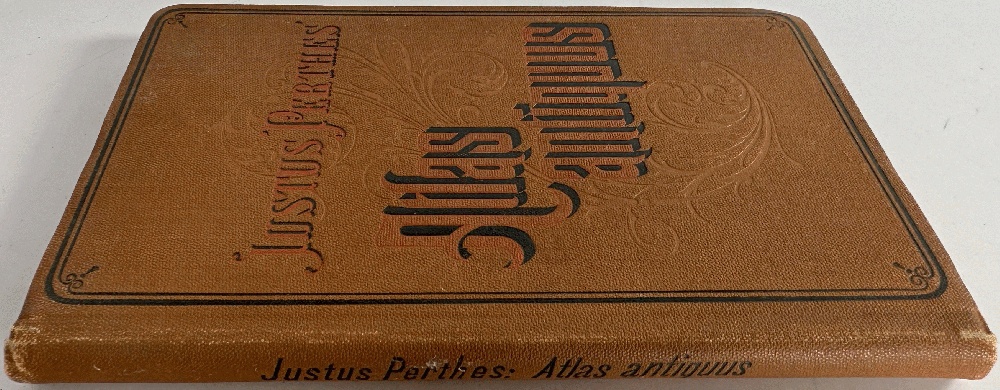 Justus Perthes'
Atlas
antiquus
Justus Perthes: Atlas antiquus